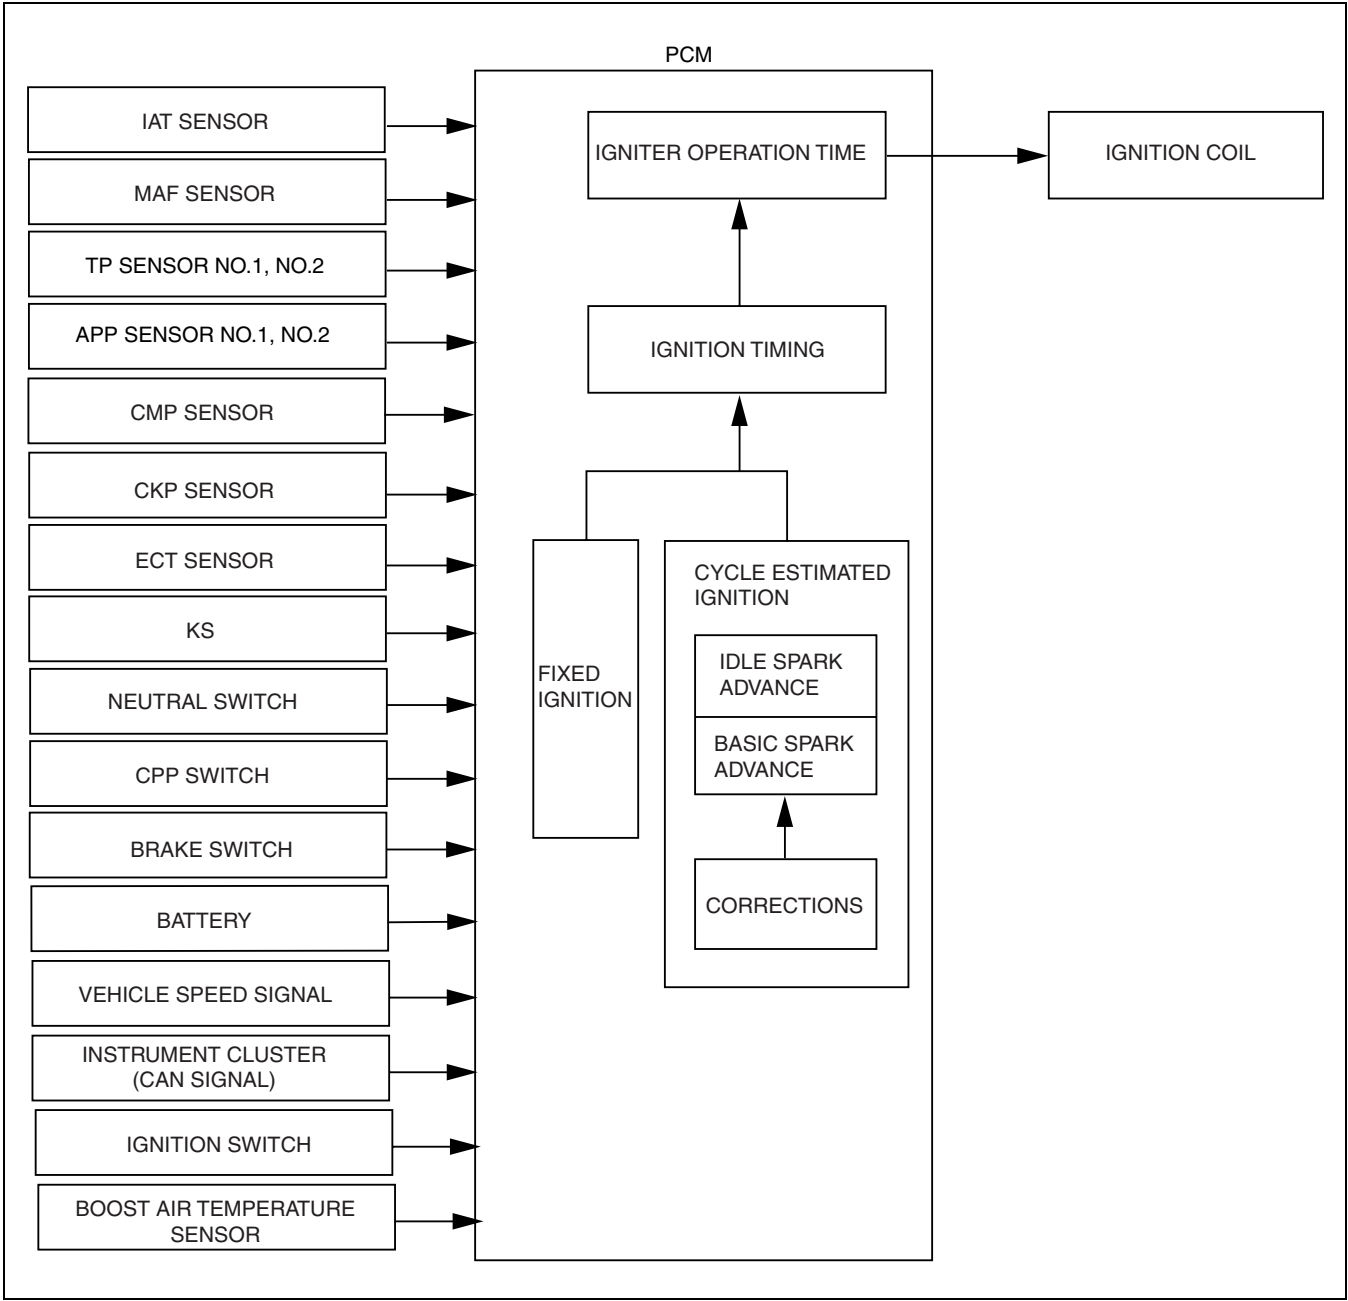 PCM
IAT SENSOR
MAF SENSOR
TP SENSOR NO.1, NO.2
APP SENSOR NO.1, NO.2
CMP SENSOR
CKP SENSOR
ECT SENSOR
KS
NEUTRAL SWITCH
CPP SWITCH
BRAKE SWITCH
BATTERY
VEHICLE SPEED SIGNAL
INSTRUMENT CLUSTER
(CAN SIGNAL)
IGNITION SWITCH
BOOST AIR TEMPERATURE
SENSOR
IGNITER OPERATION TIME
IGNITION TIMING
FIXED
IGNITION
CYCLE ESTIMATED
IGNITION
IDLE SPARK
ADVANCE
BASIC SPARK
ADVANCE
CORRECTIONS
IGNITION COIL